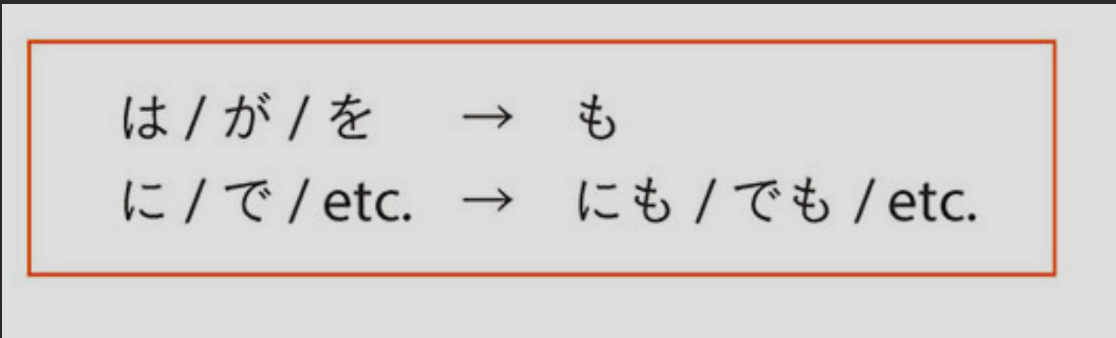 は / が / を → も
に / で / etc. → にも / でも / etc.